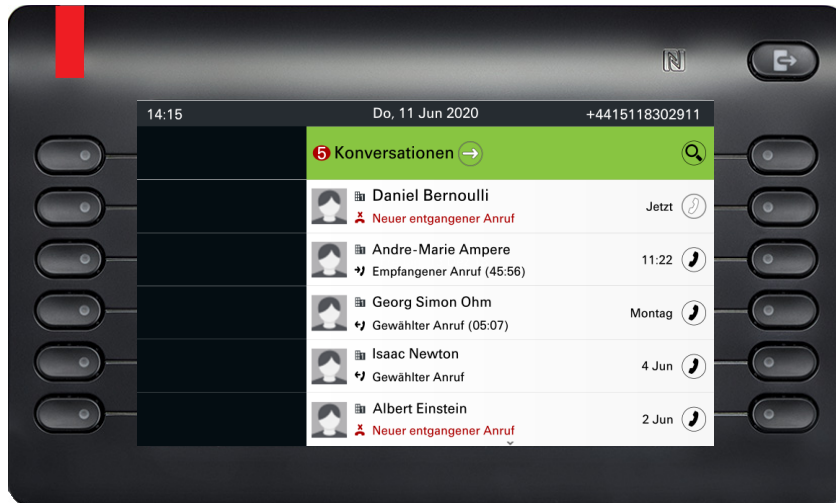 14:15 Do, 11 Jun 2020 +4415118302911
5 Konversationen
Daniel Bernoulli
Neuer entgangener Anruf
Jetzt
Andre-Marie Ampere
Empfangener Anruf (45:56)
11:22
Georg Simon Ohm
Gewählter Anruf (05:07)
Montag
Isaac Newton
Gewählter Anruf
4 Jun
Albert Einstein
Neuer entgangener Anruf
2 Jun